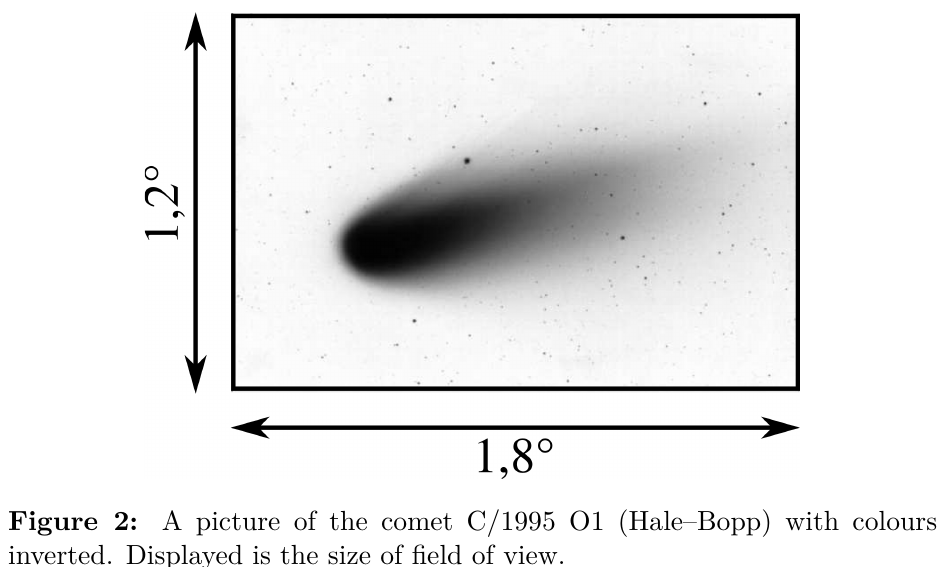 1,2°
1,8°
Figure 2: A picture of the comet C/1995 O1 (Hale–Bopp) with colours
inverted. Displayed is the size of field of view.